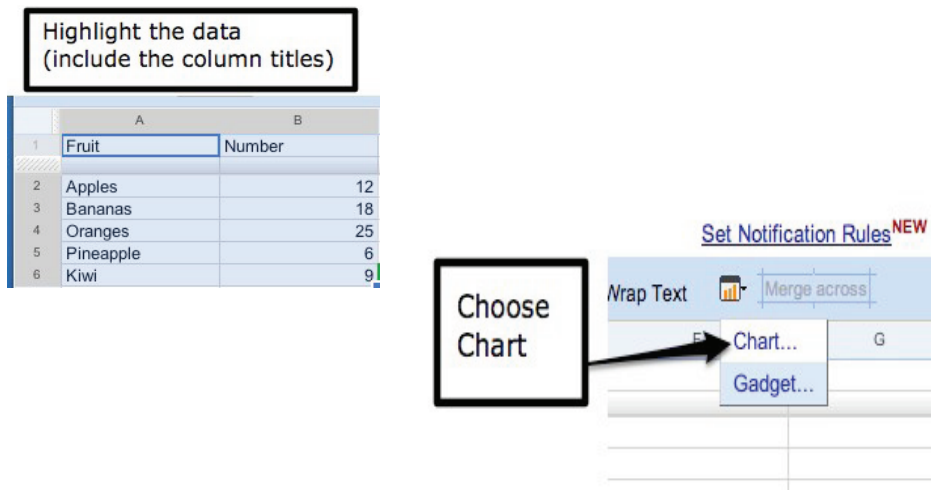 Highlight the data
(include the column titles)
A B
1 Fruit Number
2 Apples 12
3 Bananas 18
4 Oranges 25
5 Pineapple 6
6 Kiwi 9
Set Notification Rules NEW
Choose
Chart
Wrap Text Merge across
F G
Chart...
Gadget...